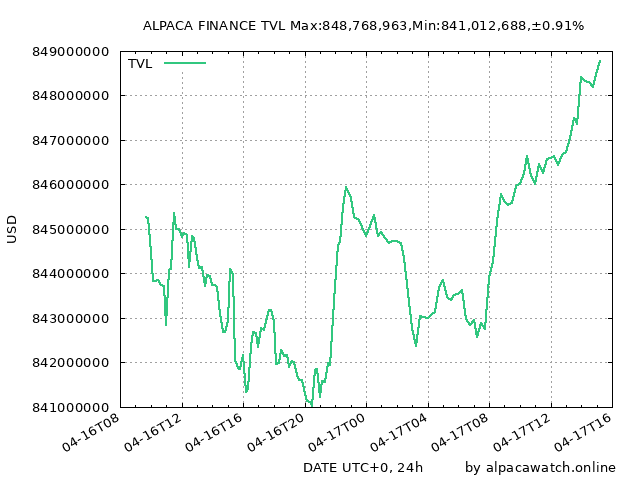 ALPACA FINANCE TVL Max:848,768,963,Min:841,012,688,±0.91%
849000000
TVL
848000000
847000000
846000000
845000000
USD
844000000
843000000
842000000
841000000
04-16T08
04-16T12
04-16T16
04-16T20
04-17T00
04-17T04
04-17T08
04-17T12
04-17T16
DATE UTC+0, 24h
by alpacawatch.online